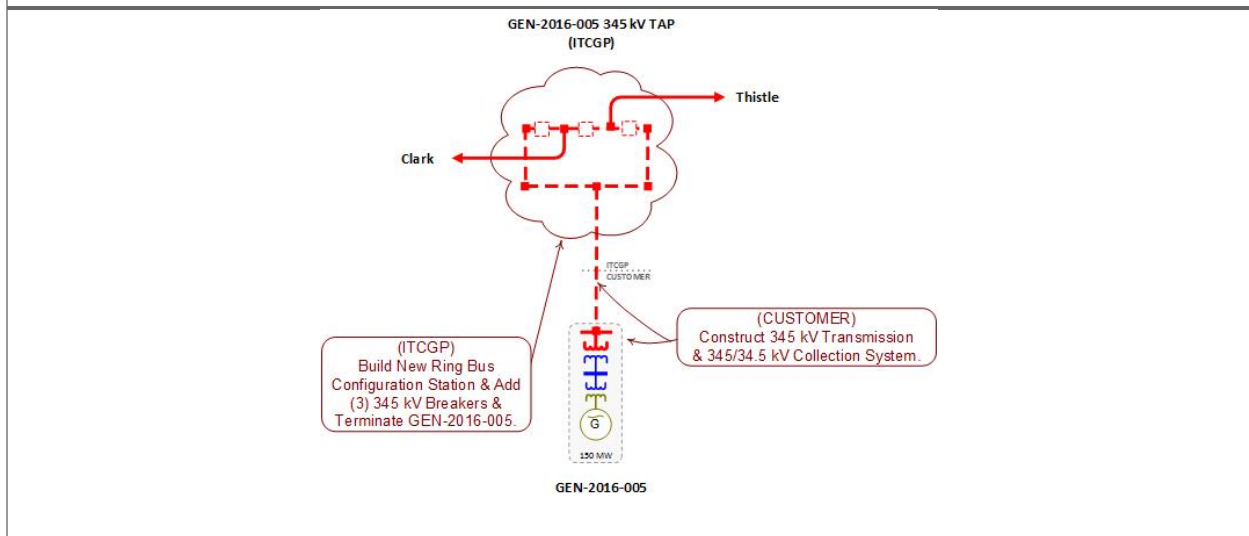 GEN-2016-005 345 kV TAP
(ITCGP)
Thistle
Clark
ITCGP
CUSTOMER
(CUSTOMER)
Construct 345 kV Transmission
& 345/34.5 kV Collection System.
(ITCGP)
Build New Ring Bus
Configuration Station & Add
(3) 345 kV Breakers &
Terminate GEN-2016-005.
G
150 MW
GEN-2016-005